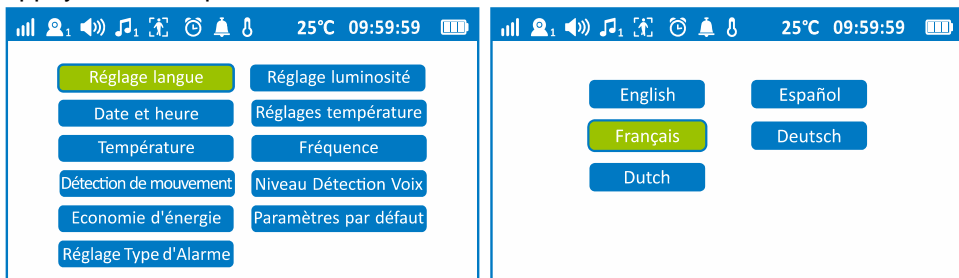 25℃ 09:59:59
Réglage langue
Réglage luminosité
Date et heure
Réglages température
Température
Fréquence
Détection de mouvement
Niveau Détection Voix
Economie d'énergie
Paramètres par défaut
Réglage Type d'Alarme
25℃ 09:59:59
English
Español
Français
Deutsch
Dutch